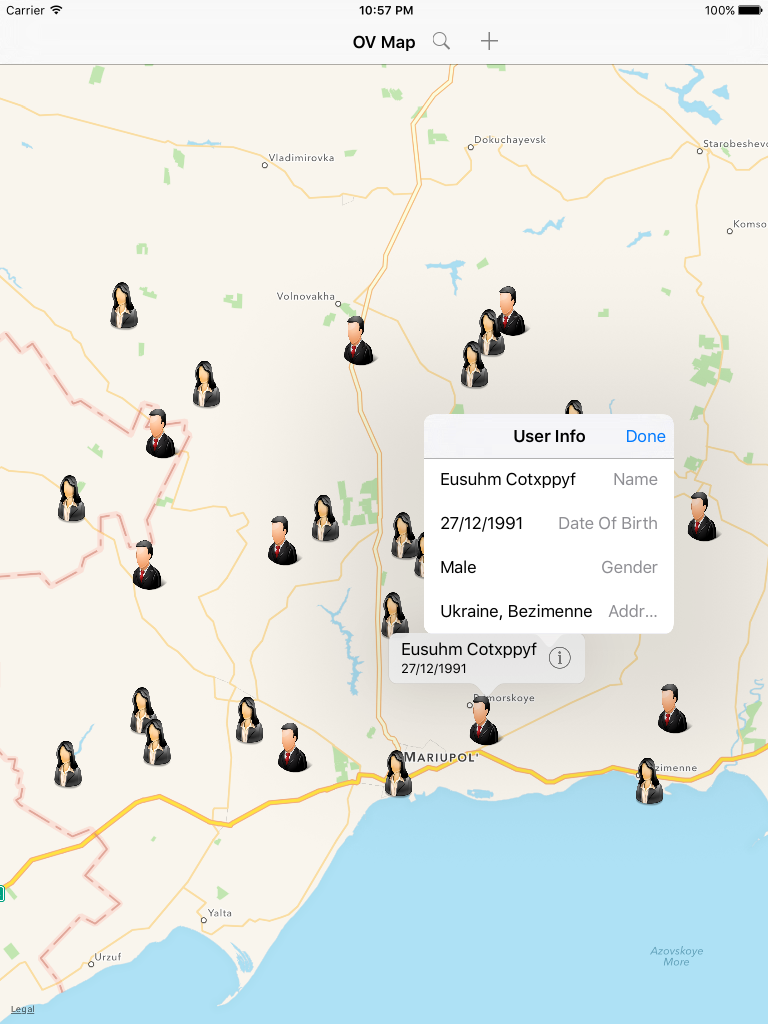 Carrier 10:57 PM 100%
OV Map
Dokuchayevsk
Vladimirovka
Starobeshevo
Komso
Volnovakha
User Info Done
Eusuhm Cotxppyf Name
27/12/1991 Date Of Birth
Male Gender
Ukraine, Bezimenne Addr...
Eusuhm Cotxppyf
27/12/1991
morskoye
MARIUPOL'
zimenne
Yalta
Azovskoye
More
Urzuf
Legal